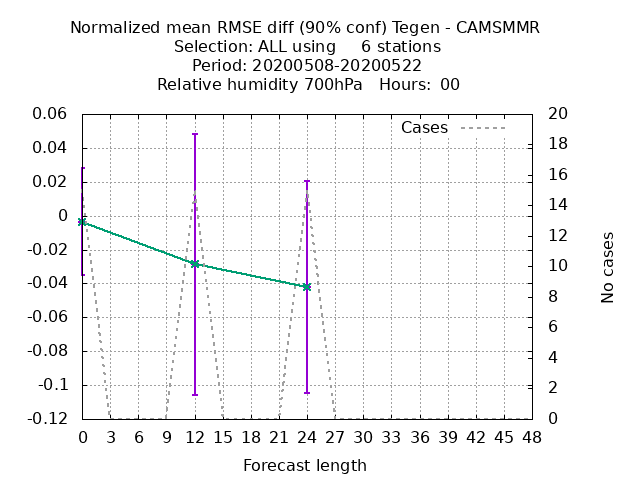 Normalized mean RMSE diff (90% conf) Tegen - CAMSMMR
Selection: ALL using 6 stations
Period: 20200508-20200522
Relative humidity 700hPa Hours: 00
Cases
0.06
0.04
0.02
0
-0.02
-0.04
-0.06
-0.08
-0.1
-0.12
20
18
16
14
12
10
8
6
4
2
0
No cases
0 3 6 9 12 15 18 21 24 27 30 33 36 39 42 45 48
Forecast length